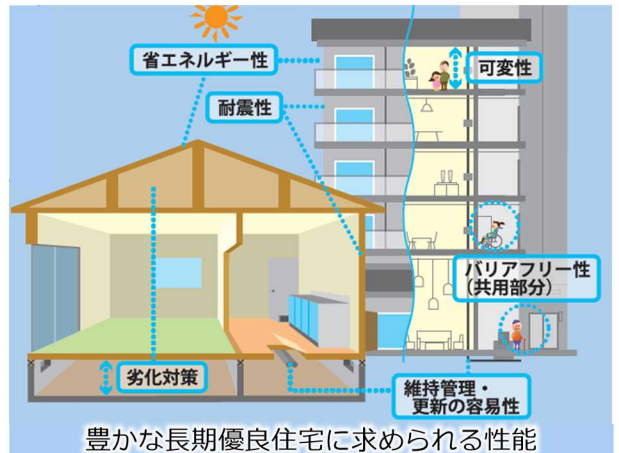 省エネルギー性
可変性
耐震性
バリアフリー性
（共用部分）
劣化対策
維持管理・
更新の容易性
豊かな長期優良住宅に求められる性能